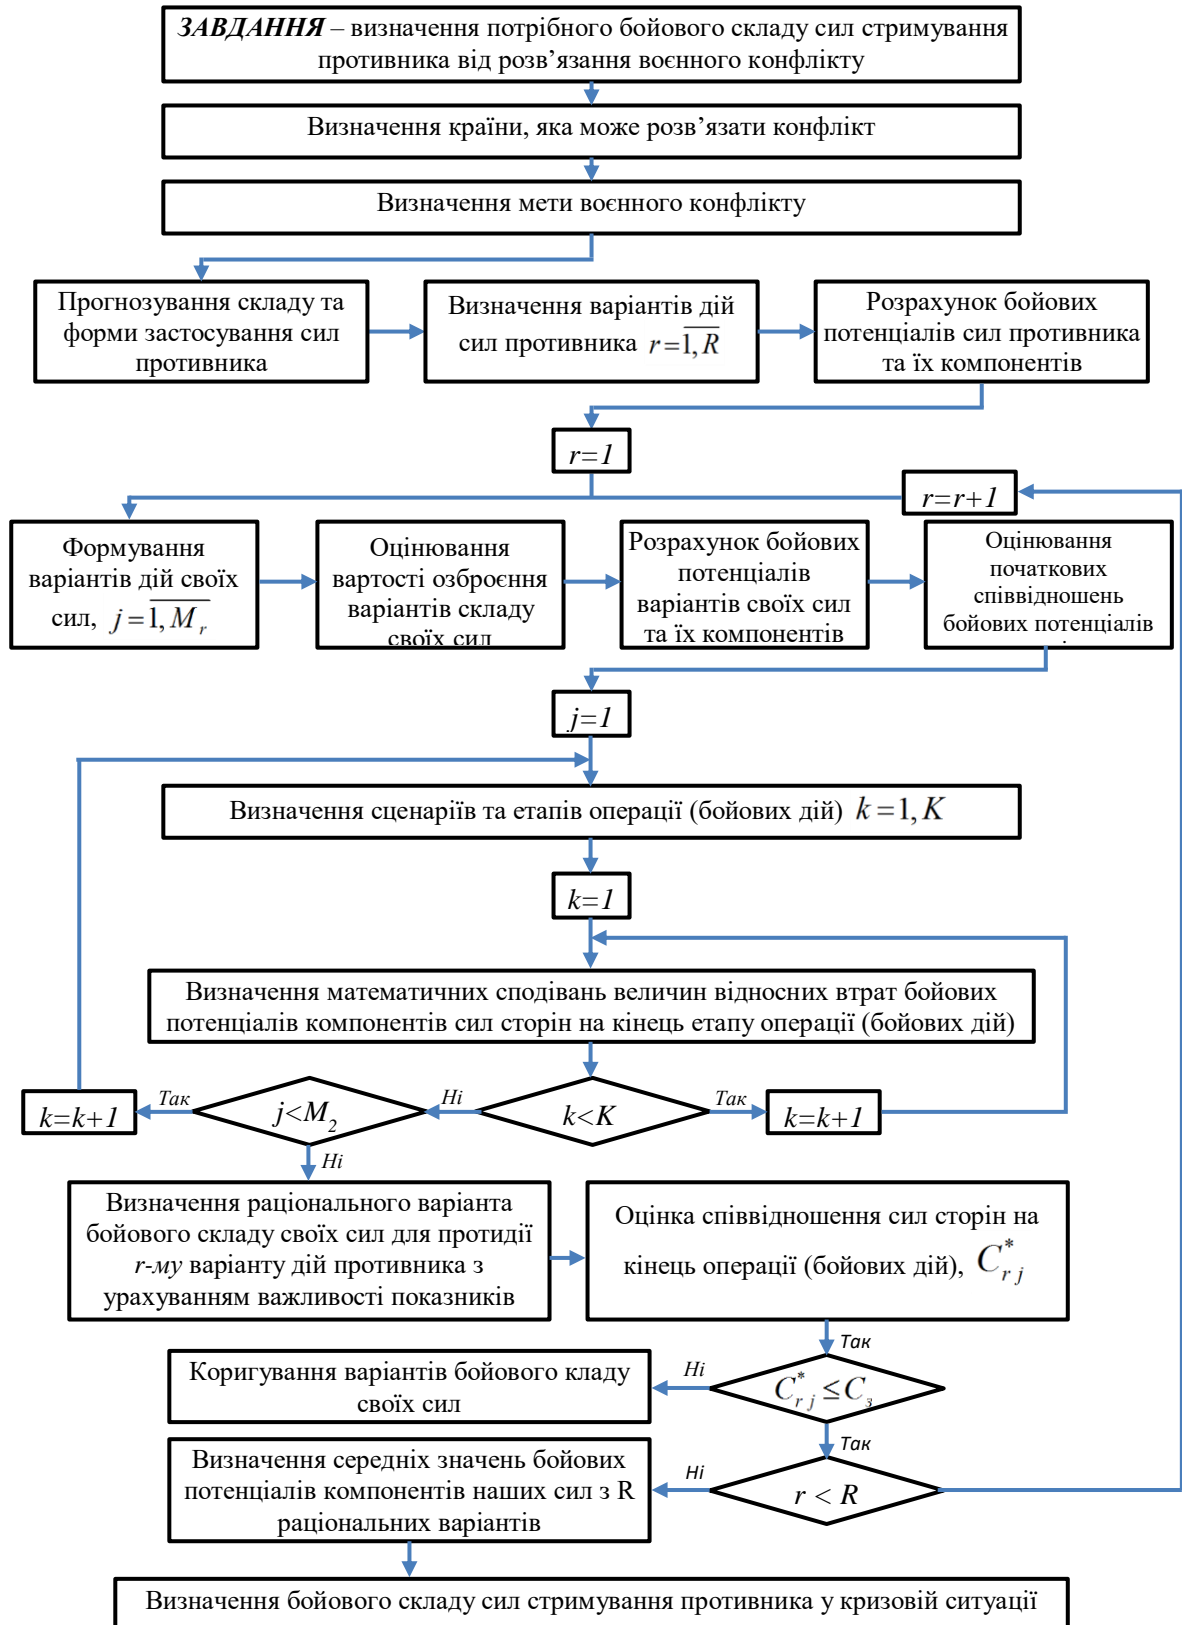 ЗАВДАННЯ – визначення потрібного бойового складу сил стримування
противника від розв’язання воєнного конфлікту
Визначення країни, яка може розв’язати конфлікт
Визначення мети воєнного конфлікту
Прогнозування складу та
форми застосування сил
противника
Визначення варіантів дій
сил противника r = 1, R
Розрахунок бойових
потенціалів сил противника
та їх компонентів
r=1
r=r+1
Формування
варіантів дій своїх
сил, j = 1, M_r
Оцінювання
вартості озброєння
варіантів складу
своїх сил
Розрахунок бойових
потенціалів
варіантів своїх сил
та їх компонентів
Оцінювання
початкових
співвідношень
бойових потенціалів
j=1
Визначення сценаріїв та етапів операції (бойових дій) k = 1, K
k=1
Визначення математичних сподівань величин відносних втрат бойових
потенціалів компонентів сил сторін на кінець етапу операції (бойових дій)
k=k+1
Так
j<M_2
Ні
k<K
Так
k=k+1
Ні
Визначення раціонального варіанта
бойового складу своїх сил для протидії
r-му варіанту дій противника з
урахуванням важливості показників
Оцінка співвідношення сил сторін на
кінець операції (бойових дій), C*_{r j}
Так
Коригування варіантів бойового кладу
своїх сил
Ні
C*_{r j} ≤ C_з
Так
Визначення середніх значень бойових
потенціалів компонентів наших сил з R
раціональних варіантів
Ні
r < R
Визначення бойового складу сил стримування противника у кризовій ситуації